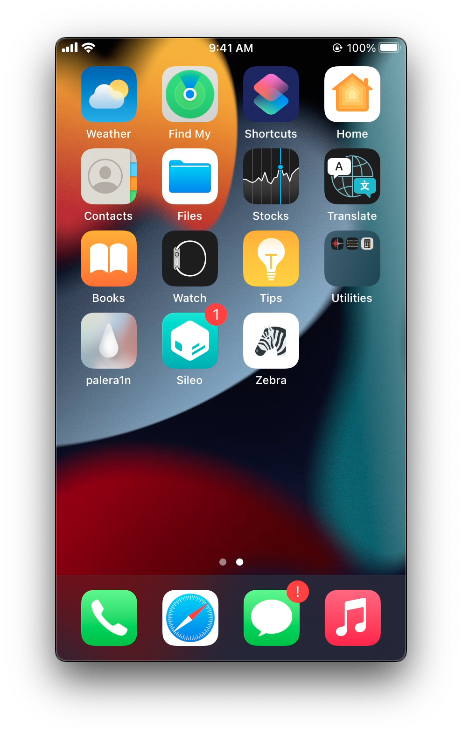 9:41 AM 100%
Weather Find My Shortcuts Home
A
文
Contacts Files Stocks Translate
T
Books Watch Tips Utilities
1
palera1n Sileo Zebra
!